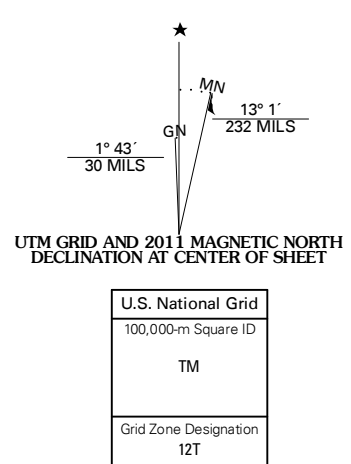 MN
GN
13° 1´
232 MILS
1° 43´
30 MILS
UTM GRID AND 2011 MAGNETIC NORTH
DECLINATION AT CENTER OF SHEET
U.S. National Grid
100,000-m Square ID
TM
Grid Zone Designation
12T